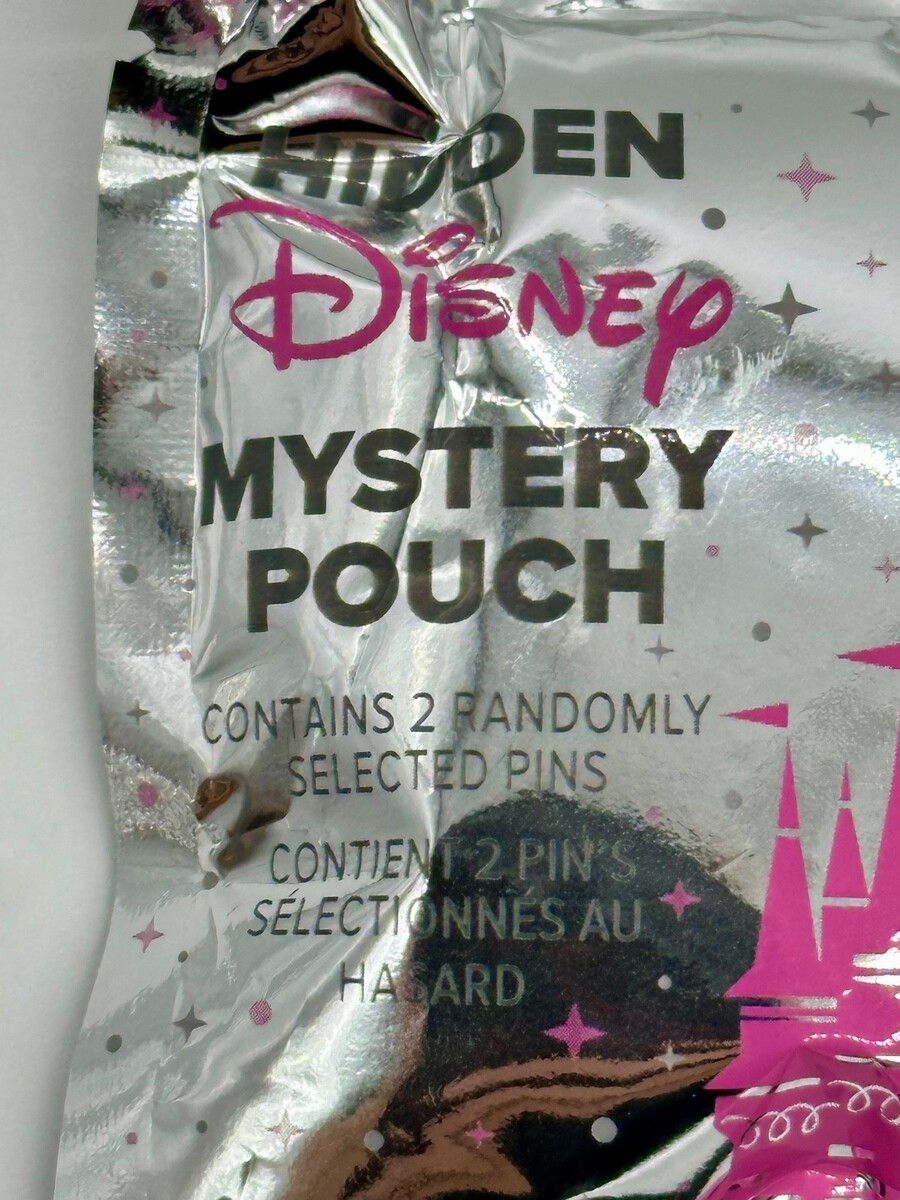 HIDDEN
Disney
MYSTERY
POUCH
CONTAINS 2 RANDOMLY
SELECTED PINS
CONTIENT 2 PIN'S
SÉLECTIONNÉS AU
HASARD